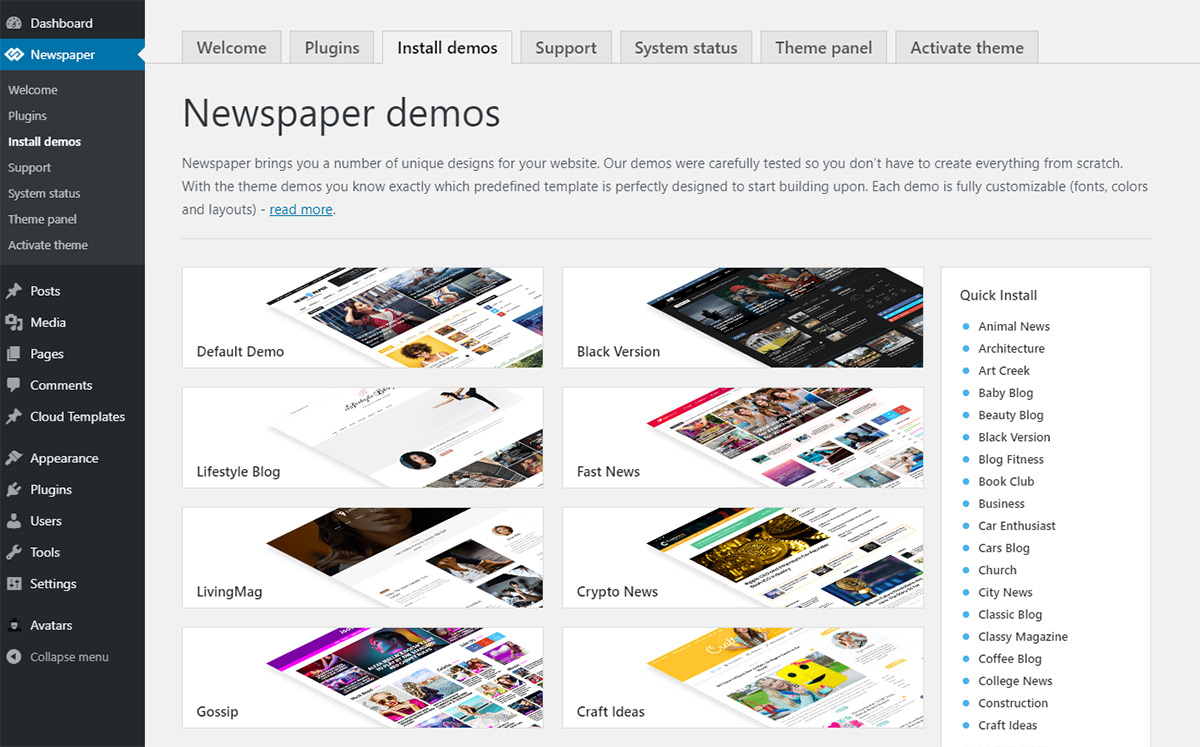 Dashboard
Newspaper
Welcome
Plugins
Install demos
Support
System status
Theme panel
Activate theme
Posts
Media
Pages
Comments
Cloud Templates
Appearance
Plugins
Users
Tools
Settings
Avatars
Collapse menu
Welcome
Plugins
Install demos
Support
System status
Theme panel
Activate theme
Newspaper demos
Newspaper brings you a number of unique designs for your website. Our demos were carefully tested so you don't have to create everything from scratch.
With the theme demos you know exactly which predefined template is perfectly designed to start building upon. Each demo is fully customizable (fonts, colors
and layouts) - read more.
Default Demo
Black Version
Lifestyle Blog
Fast News
LivingMag
Crypto News
Gossip
Craft Ideas
Quick Install
Animal News
Architecture
Art Creek
Baby Blog
Beauty Blog
Black Version
Blog Fitness
Book Club
Business
Car Enthusiast
Cars Blog
Church
City News
Classic Blog
Classy Magazine
Coffee Blog
College News
Construction
Craft Ideas